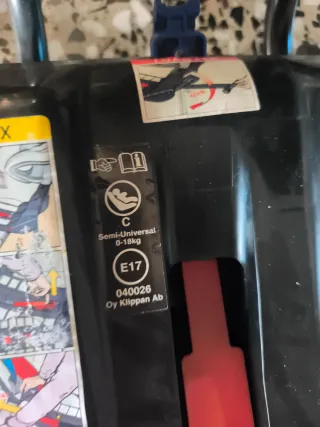 X
C
Semi-Universal
0-18kg
E17
040026
Oy Klippan Ab